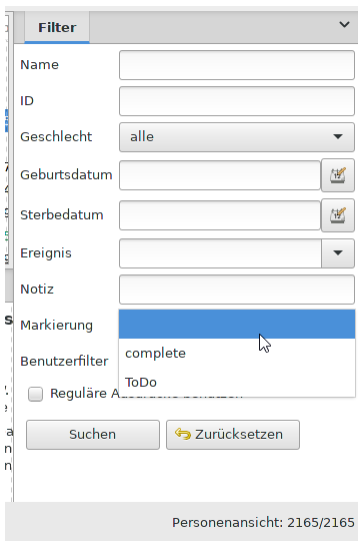 Filter
Name
ID
Geschlecht alle
Geburtsdatum
Sterbedatum
Ereignis
Notiz
Markierung
complete
Benutzerfilter
ToDo
Reguläre
Suchen Zurücksetzen
Personenansicht: 2165/2165